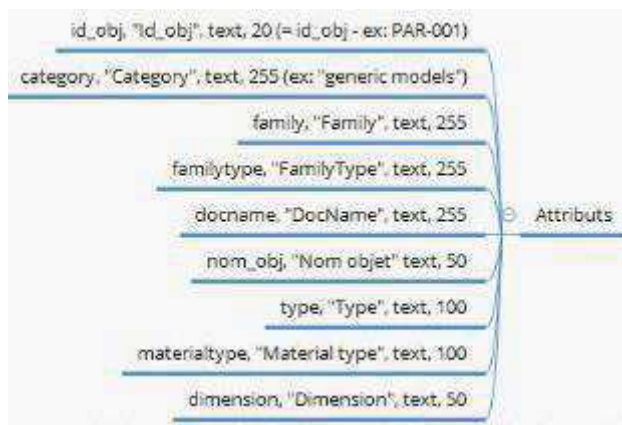 id_obj, "Id_obj", text, 20 (= id_obj - ex: PAR-001)
category, "Category", text, 255 (ex: "generic models")
family, "Family", text, 255
familytype, "FamilyType", text, 255
docname, "DocName", text, 255
Attributs
nom_obj, "Nom objet" text, 50
type, "Type", text, 100
materialtype, "Material type", text, 100
dimension, "Dimension", text, 50